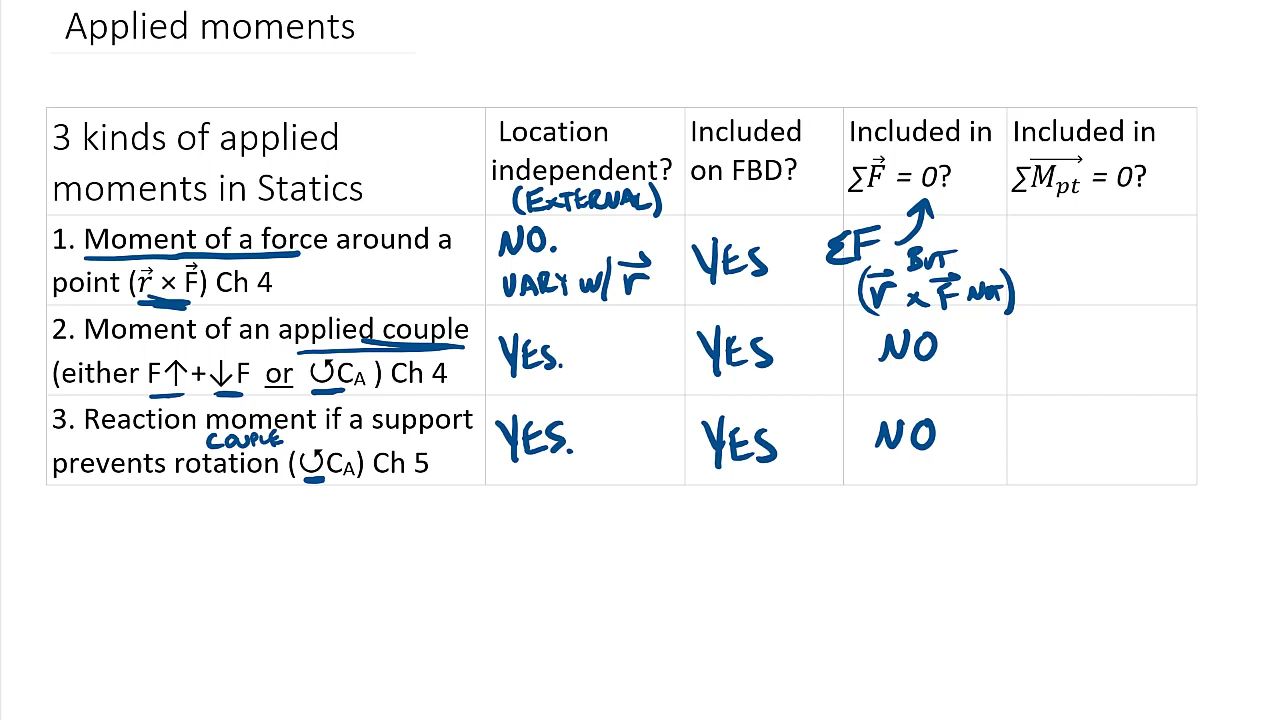 Applied moments
3 kinds of applied
moments in Statics
Location
independent?
(EXTERNAL)
Included
on FBD?
Included in
∑F⃗ = 0?
Included in
∑M⃗pt = 0?
1. Moment of a force around a
point (r⃗ × F⃗) Ch 4
NO.
VARY W/ r⃗
YES
ΣF
BUT
(r⃗ × F⃗ NOT)
2. Moment of an applied couple
(either F↑+↓F or ↺CA ) Ch 4
YES.
YES
NO
3. Reaction moment if a support
COUPLE
prevents rotation (↺CA) Ch 5
YES.
YES
NO